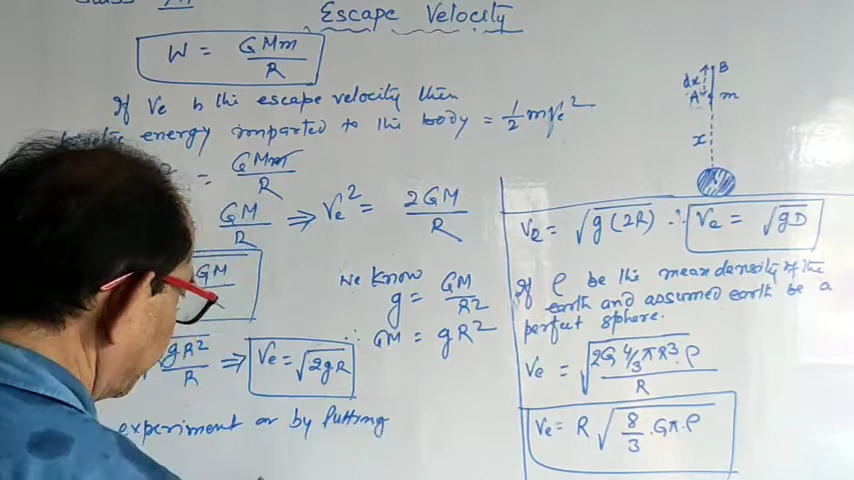 Escape Velocity
W = GMm/R
If Ve b the escape velocity then
energy imparted to the body = 1/2 mVe²
= GMm/R
GM/R ⇒ Ve² = 2GM/R
GM
we know
g = GM/R²
∴ GM = gR²
gR²/R ⇒ Ve = √2gR
experiment or by putting
B
dx
A
m
x
Ve = √g(2R) ∴ Ve = √gD
If ρ be the mean density of the
earth and assumed earth be a
perfect sphere.
Ve = √2G 4/3 πR³.ρ/R
Ve = R √8/3 .Gπ.ρ